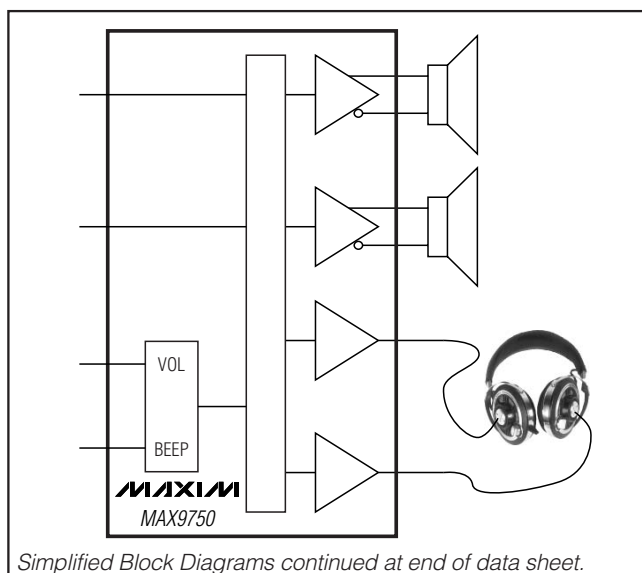 VOL
BEEP
MAXIM
MAX9750
Simplified Block Diagrams continued at end of data sheet.